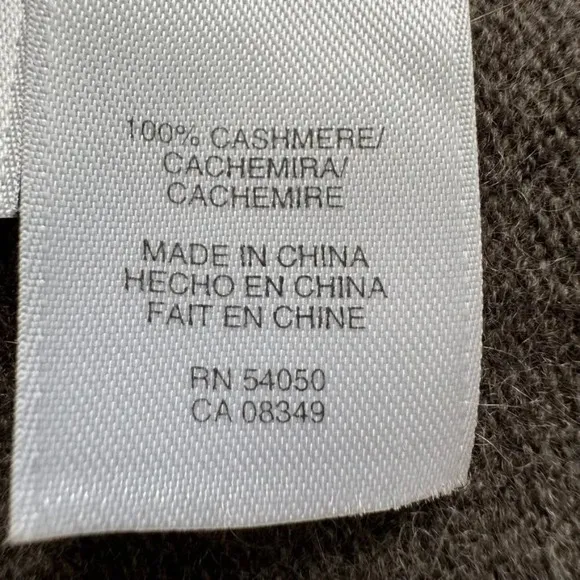 100% CASHMERE/
CACHEMIRA/
CACHEMIRE
MADE IN CHINA
HECHO EN CHINA
FAIT EN CHINE
RN 54050
CA 08349